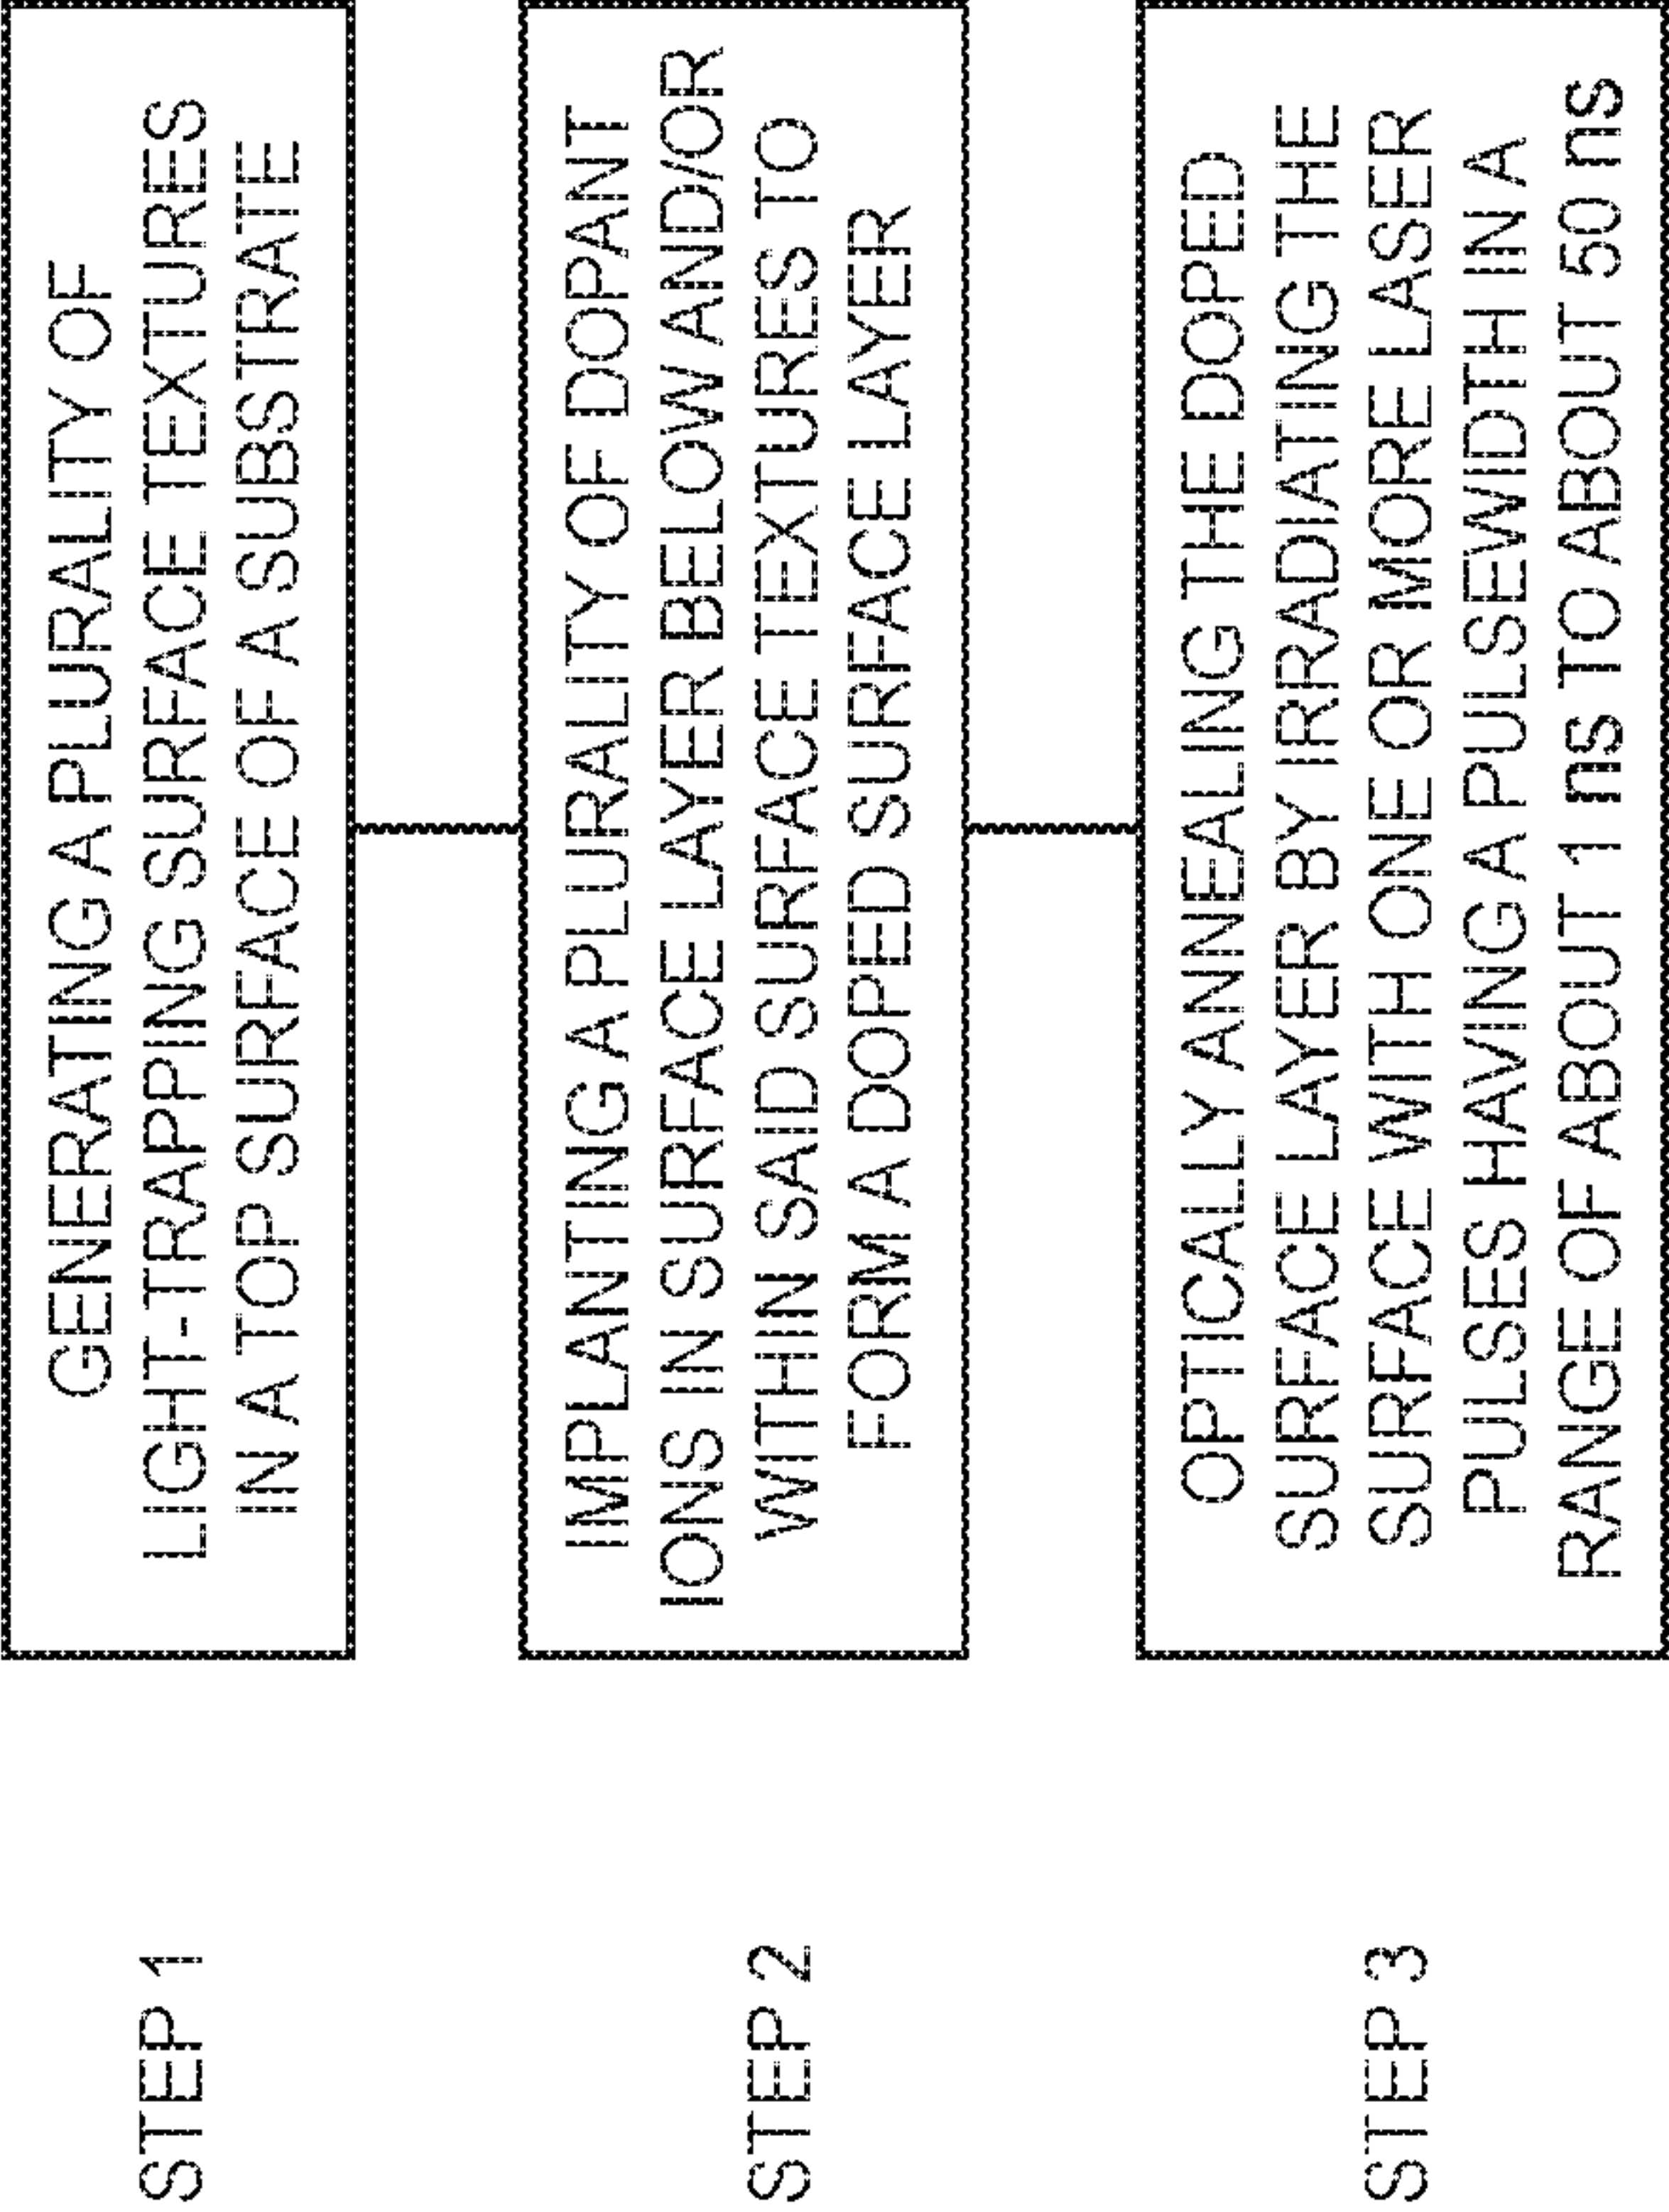 STEP 1
GENERATING A PLURALITY OF
LIGHT-TRAPPING SURFACE TEXTURES
IN A TOP SURFACE OF A SUBSTRATE
STEP 2
IMPLANTING A PLURALITY OF DOPANT
IONS IN SURFACE LAYER BELOW AND/OR
WITHIN SAID SURFACE TEXTURES TO
FORM A DOPED SURFACE LAYER
STEP 3
OPTICALLY ANNEALING THE DOPED
SURFACE LAYER BY IRRADIATING THE
SURFACE WITH ONE OR MORE LASER
PULSES HAVING A PULSEWIDTH IN A
RANGE OF ABOUT 1 ns TO ABOUT 50 ns